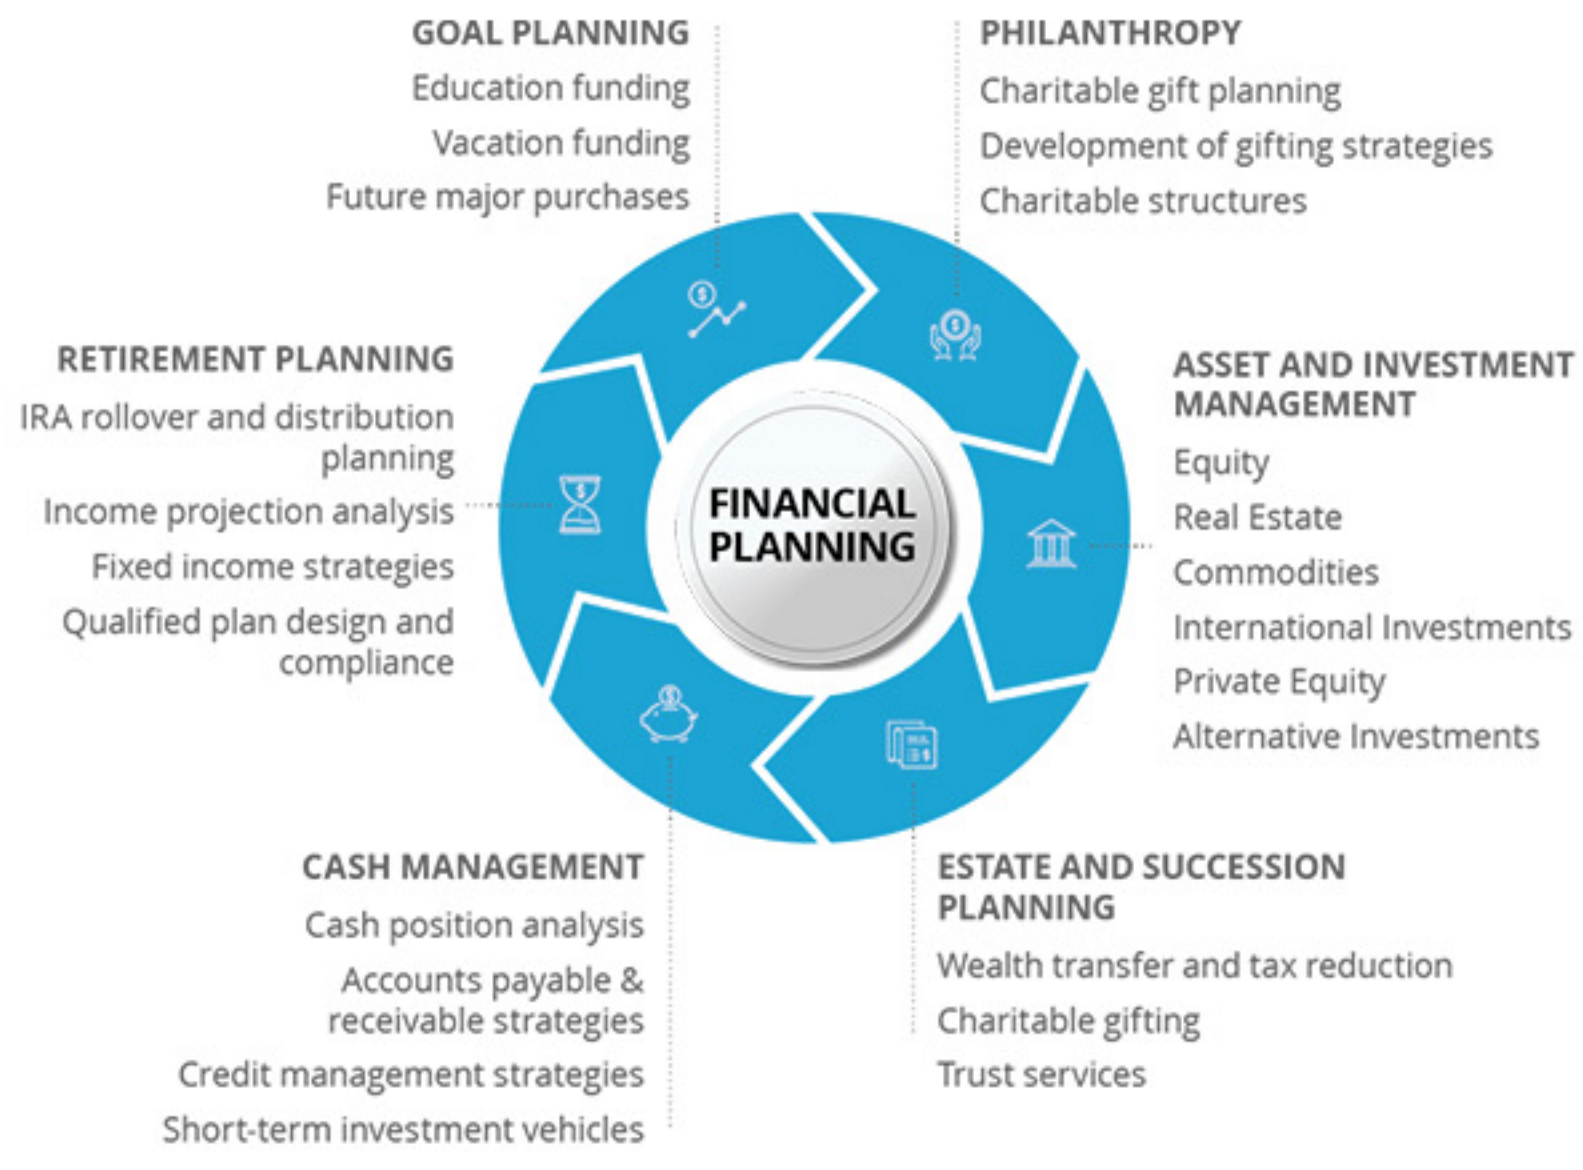 GOAL PLANNING
Education funding
Vacation funding
Future major purchases
PHILANTHROPY
Charitable gift planning
Development of gifting strategies
Charitable structures
RETIREMENT PLANNING
IRA rollover and distribution
planning
Income projection analysis
Fixed income strategies
Qualified plan design and
compliance
FINANCIAL
PLANNING
ASSET AND INVESTMENT
MANAGEMENT
Equity
Real Estate
Commodities
International Investments
Private Equity
Alternative Investments
CASH MANAGEMENT
Cash position analysis
Accounts payable &
receivable strategies
Credit management strategies
Short-term investment vehicles
ESTATE AND SUCCESSION
PLANNING
Wealth transfer and tax reduction
Charitable gifting
Trust services